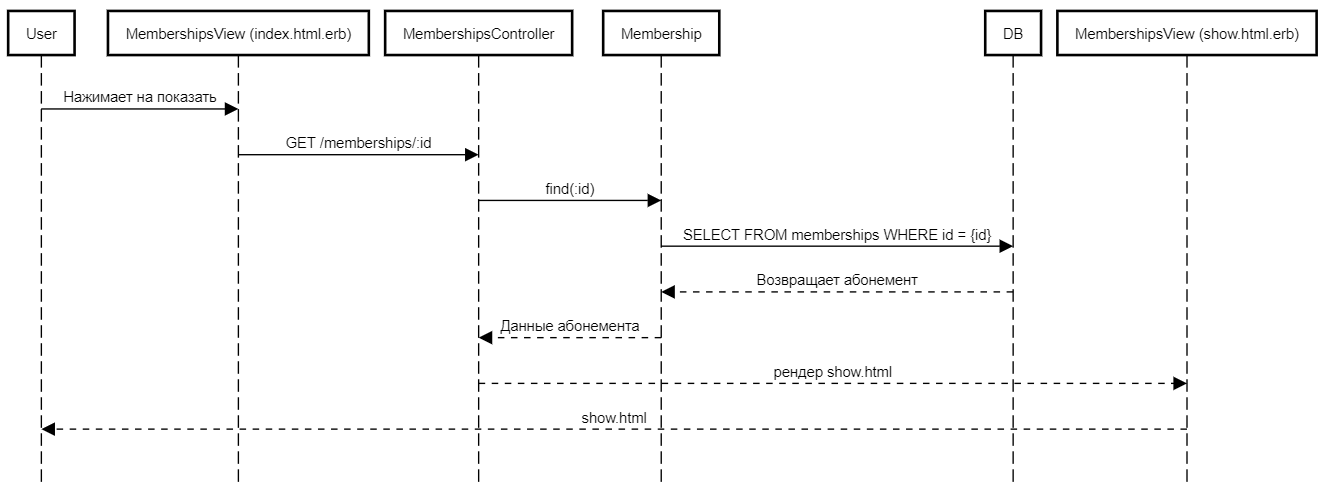 User
MembershipsView (index.html.erb)
MembershipsController
Membership
DB
MembershipsView (show.html.erb)
Нажимает на показать
GET /memberships/:id
find(:id)
SELECT FROM memberships WHERE id = {id}
Возвращает абонемент
Данные абонемента
рендер show.html
show.html